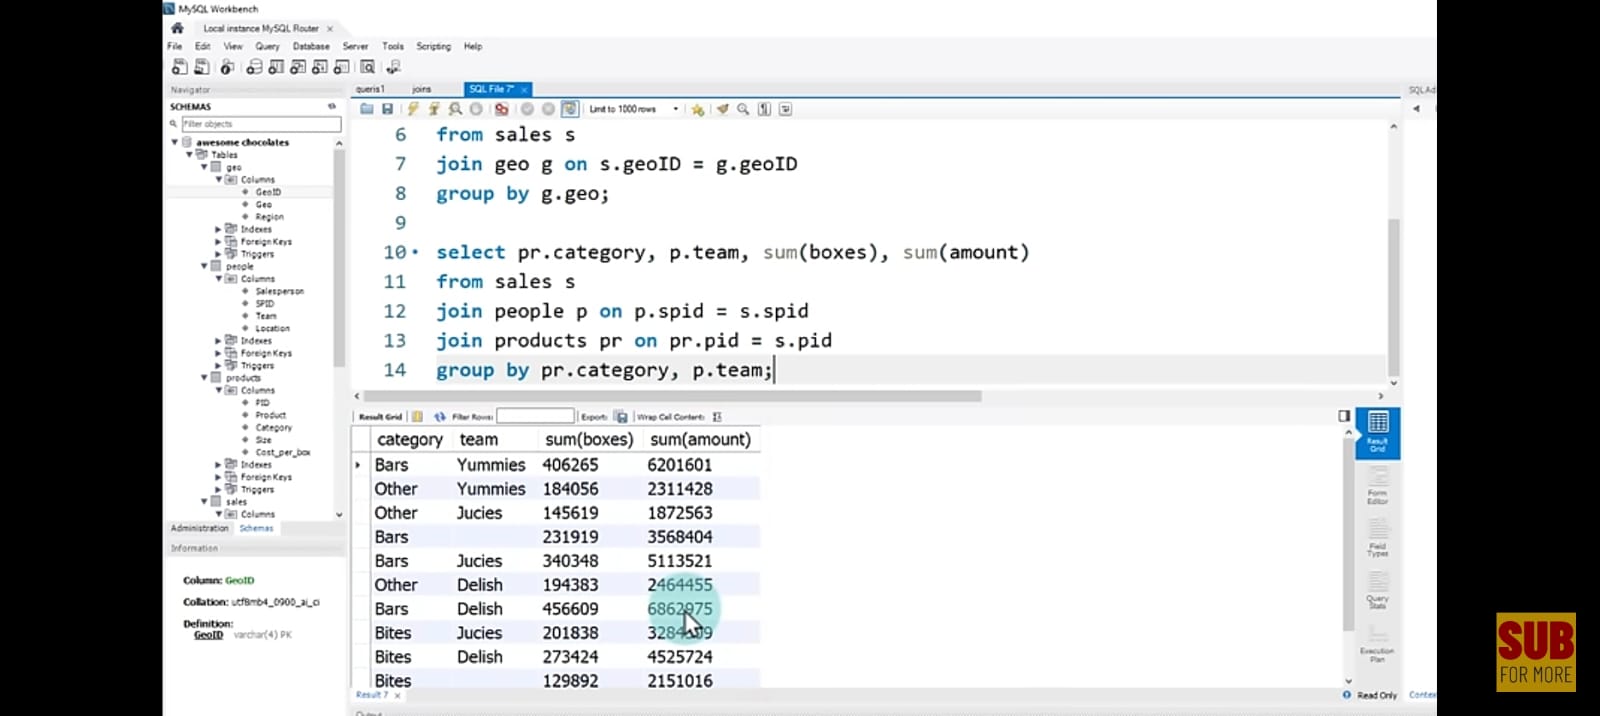 MySQL Workbench
Local instance MySQL Router ×
File Edit View Query Database Server Tools Scripting Help
Navigator
SCHEMAS
Filter objects
awesome chocolates
Tables
geo
Columns
GeoID
Geo
Region
Indexes
Foreign Keys
Triggers
people
Columns
Salesperson
SPID
Team
Location
Indexes
Foreign Keys
Triggers
products
Columns
PID
Product
Category
Size
Cost_per_box
Indexes
Foreign Keys
Triggers
sales
Columns
Administration Schemas
Information
Column: GeoID
Collation: utf8mb4_0900_ai_ci
Definition:
GeoID varchar(4) PK
queris1 joins SQL File 7* ×
Limit to 1000 rows
6 from sales s
7 join geo g on s.geoID = g.geoID
8 group by g.geo;
9
10 select pr.category, p.team, sum(boxes), sum(amount)
11 from sales s
12 join people p on p.spid = s.spid
13 join products pr on pr.pid = s.pid
14 group by pr.category, p.team;
Result Grid Filter Rows: Export: Wrap Cell Content:
category team sum(boxes) sum(amount)
Bars Yummies 406265 6201601
Other Yummies 184056 2311428
Other Jucies 145619 1872563
Bars 231919 3568404
Bars Jucies 340348 5113521
Other Delish 194383 2464455
Bars Delish 456609 6862975
Bites Jucies 201838
Bites Delish 273424 4525724
Bites 129892 2151016
Result 7 ×
Result
Grid
Form
Editor
Field
Types
Query
Stats
Execution
Plan
Read Only
SUB
FOR MORE